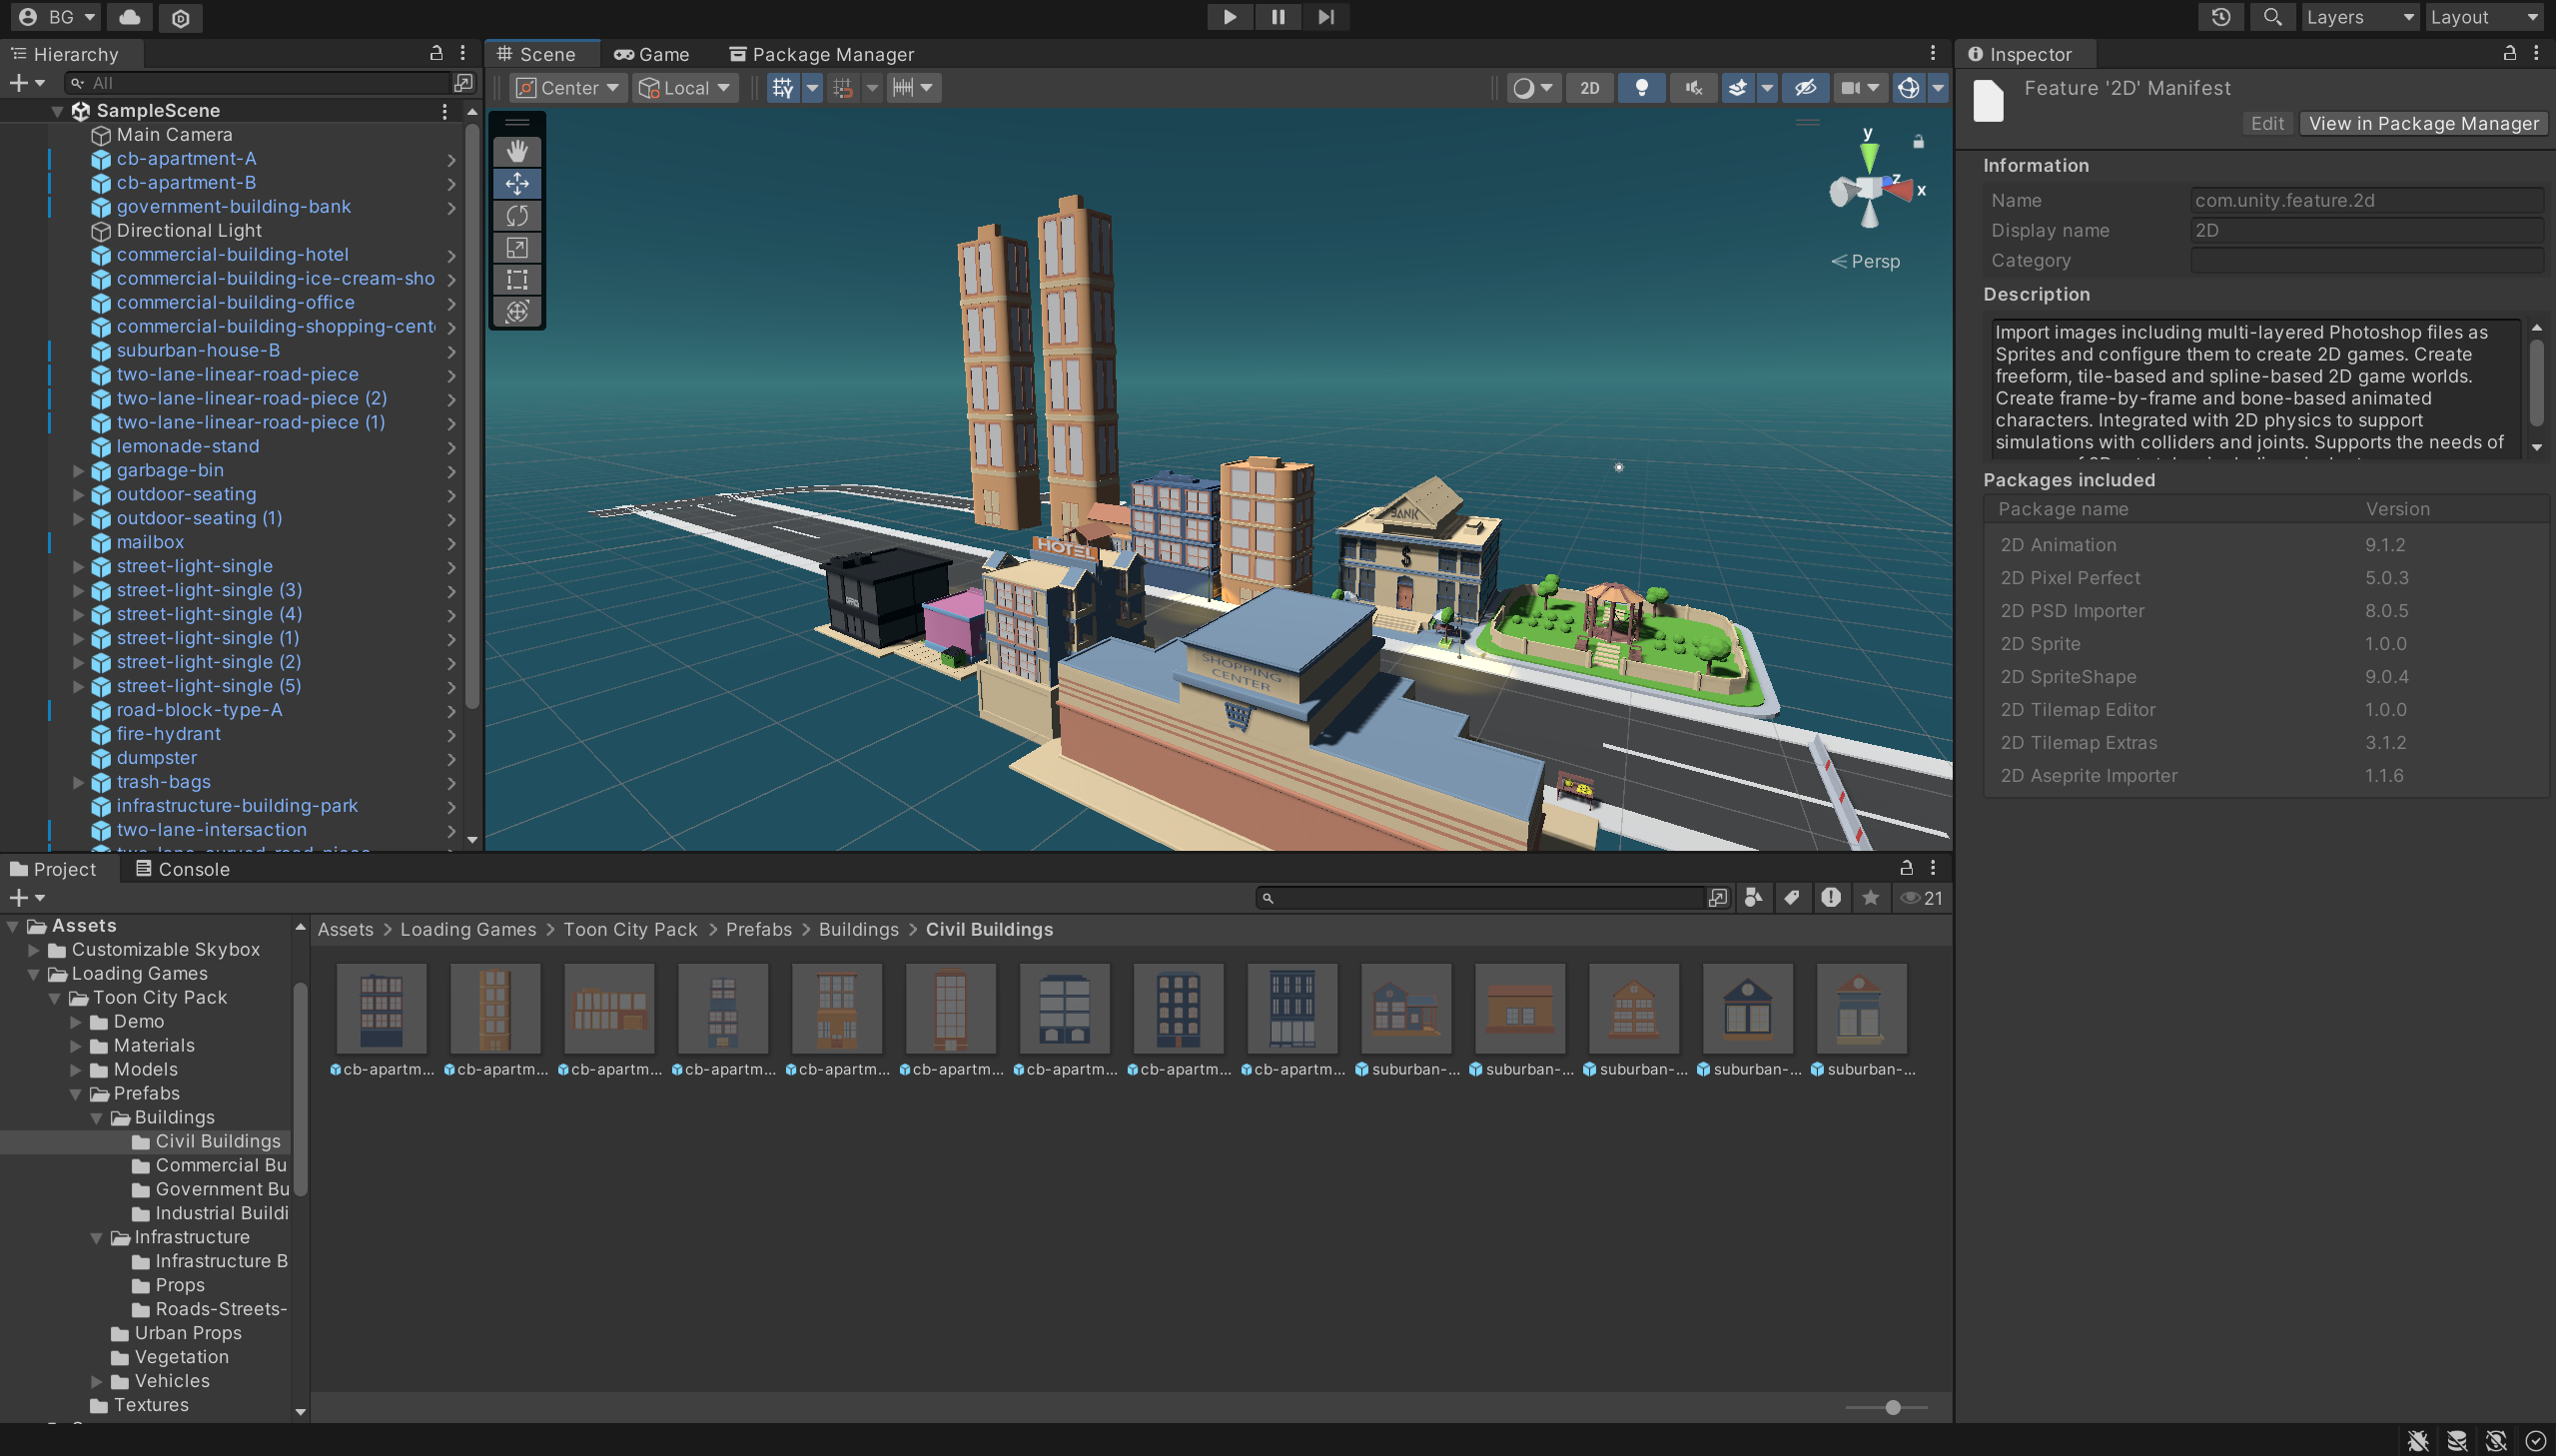 BG
Layers
Layout
Hierarchy
All
SampleScene
Main Camera
cb-apartment-A
cb-apartment-B
government-building-bank
Directional Light
commercial-building-hotel
commercial-building-ice-cream-sho
commercial-building-office
commercial-building-shopping-cent
suburban-house-B
two-lane-linear-road-piece
two-lane-linear-road-piece (2)
two-lane-linear-road-piece (1)
lemonade-stand
garbage-bin
outdoor-seating
outdoor-seating (1)
mailbox
street-light-single
street-light-single (3)
street-light-single (4)
street-light-single (1)
street-light-single (2)
street-light-single (5)
road-block-type-A
fire-hydrant
dumpster
trash-bags
infrastructure-building-park
two-lane-intersaction
two-lane-curved-road-piece
Scene
Game
Package Manager
Center
Local
2D
y
z
x
Persp
BANK
$
HOTEL
SHOPPING
CENTER
Inspector
Feature '2D' Manifest
Edit
View in Package Manager
Information
Name com.unity.feature.2d
Display name 2D
Category
Description
Import images including multi-layered Photoshop files as
Sprites and configure them to create 2D games. Create
freeform, tile-based and spline-based 2D game worlds.
Create frame-by-frame and bone-based animated
characters. Integrated with 2D physics to support
simulations with colliders and joints. Supports the needs of
Packages included
Package name Version
2D Animation 9.1.2
2D Pixel Perfect 5.0.3
2D PSD Importer 8.0.5
2D Sprite 1.0.0
2D SpriteShape 9.0.4
2D Tilemap Editor 1.0.0
2D Tilemap Extras 3.1.2
2D Aseprite Importer 1.1.6
Project
Console
21
Assets
Customizable Skybox
Loading Games
Toon City Pack
Demo
Materials
Models
Prefabs
Buildings
Civil Buildings
Commercial Bu
Government Bu
Industrial Buildi
Infrastructure
Infrastructure B
Props
Roads-Streets-
Urban Props
Vegetation
Vehicles
Textures
Assets > Loading Games > Toon City Pack > Prefabs > Buildings > Civil Buildings
cb-apartm... cb-apartm... cb-apartm... cb-apartm... cb-apartm... cb-apartm... cb-apartm... cb-apartm... cb-apartm... suburban-... suburban-... suburban-... suburban-... suburban-...